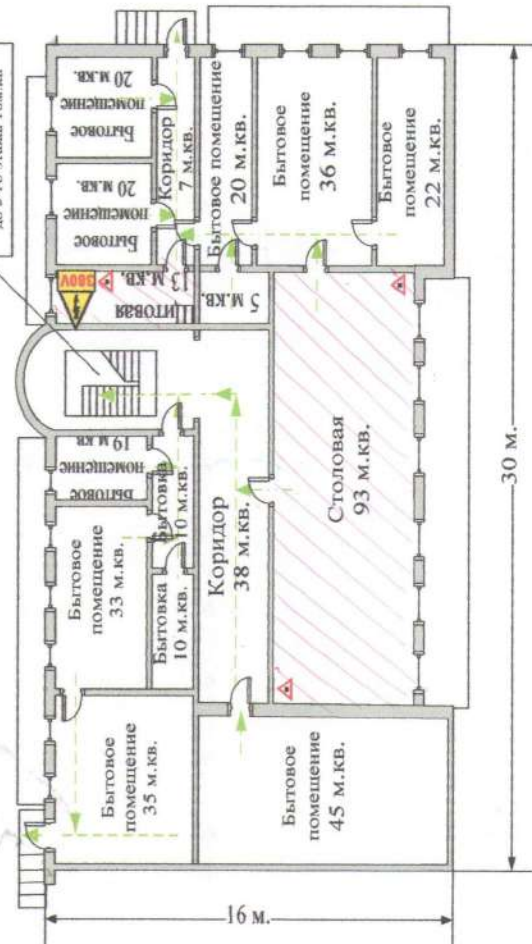 Бытовое
помещение
20 м.кв.
Бытовое
помещение
20 м.кв.
Коридор
7 м.кв.
Бытовое помещение
20 м.кв.
Бытовое
помещение
36 м.кв.
Бытовое
помещение
22 м.кв.
380V
13 м.кв.
5 м.кв.
Бытовое
помещение
19 м.кв
Бытовка
10 м.кв.
Бытовое
помещение
33 м.кв.
Бытовка
10 м.кв.
Коридор
38 м.кв.
Столовая
93 м.кв.
Бытовое
помещение
35 м.кв.
Бытовое
помещение
45 м.кв.
16 м.
30 м.